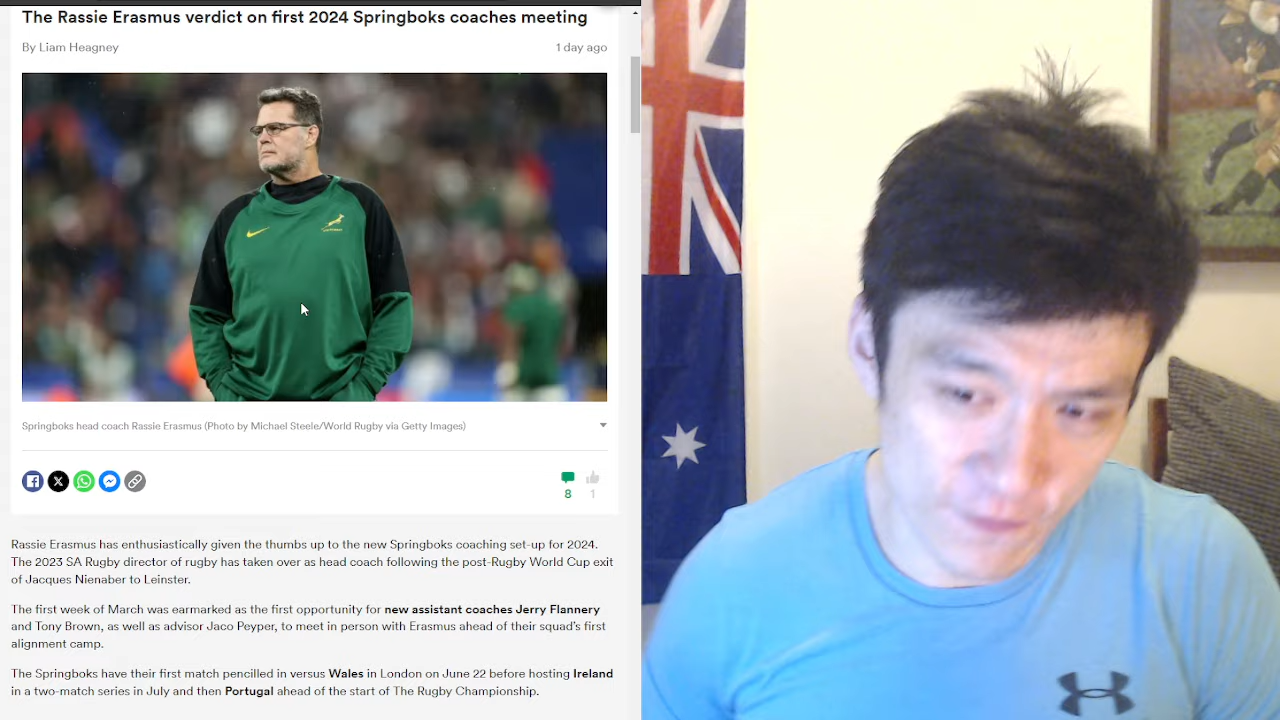 The Rassie Erasmus verdict on first 2024 Springboks coaches meeting
By Liam Heagney
1 day ago
Springboks head coach Rassie Erasmus (Photo by Michael Steele/World Rugby via Getty Images)
8
1
Rassie Erasmus has enthusiastically given the thumbs up to the new Springboks coaching set-up for 2024.
The 2023 SA Rugby director of rugby has taken over as head coach following the post-Rugby World Cup exit
of Jacques Nienaber to Leinster.
The first week of March was earmarked as the first opportunity for new assistant coaches Jerry Flannery
and Tony Brown, as well as advisor Jaco Peyper, to meet in person with Erasmus ahead of their squad's first
alignment camp.
The Springboks have their first match pencilled in versus Wales in London on June 22 before hosting Ireland
in a two-match series in July and then Portugal ahead of the start of The Rugby Championship.